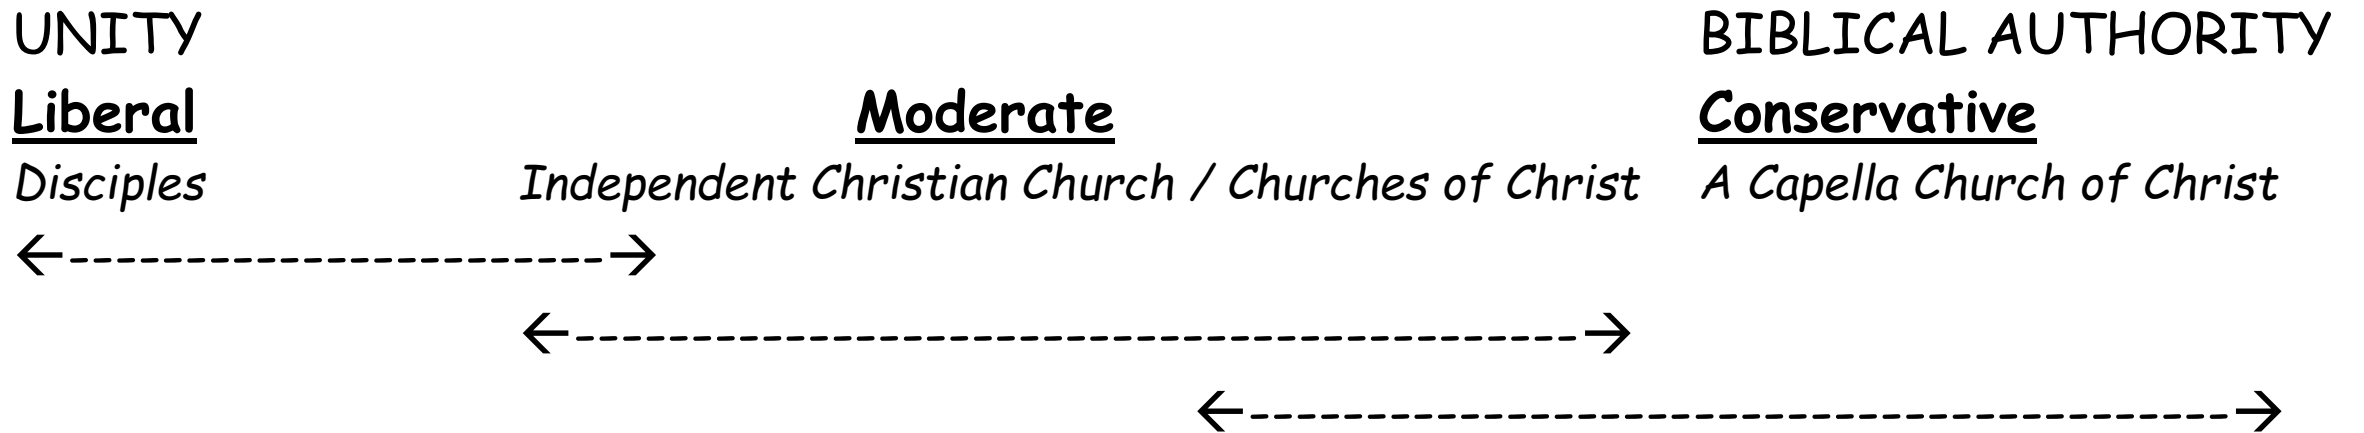 UNITY BIBLICAL AUTHORITY
Liberal Moderate Conservative
Disciples Independent Christian Church / Churches of Christ A Capella Church of Christ
←-----------------------→
←-------------------------------------------→
←------------------------------------------→